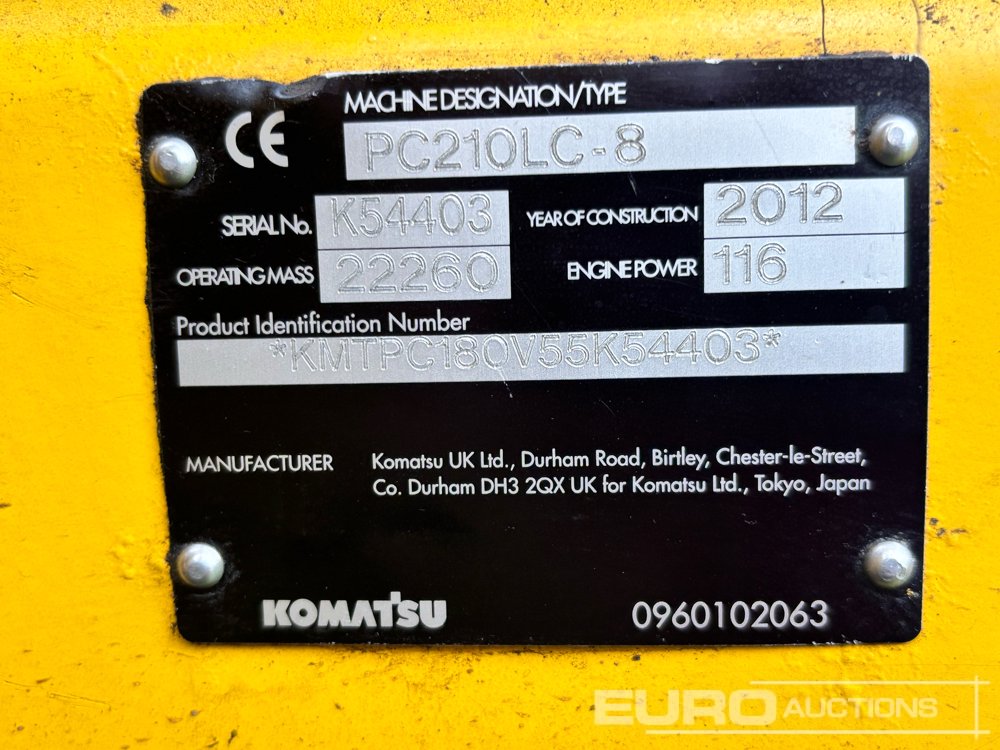 CE
MACHINE DESIGNATION/TYPE
PC210LC-8
SERIAL No. K54403 YEAR OF CONSTRUCTION 2012
OPERATING MASS 22260 ENGINE POWER 116
Product Identification Number
*KMTPC180V55K54403*
MANUFACTURER Komatsu UK Ltd., Durham Road, Birtley, Chester-le-Street,
Co. Durham DH3 2QX UK for Komatsu Ltd., Tokyo, Japan
KOMATSU 0960102063
EURO AUCTIONS